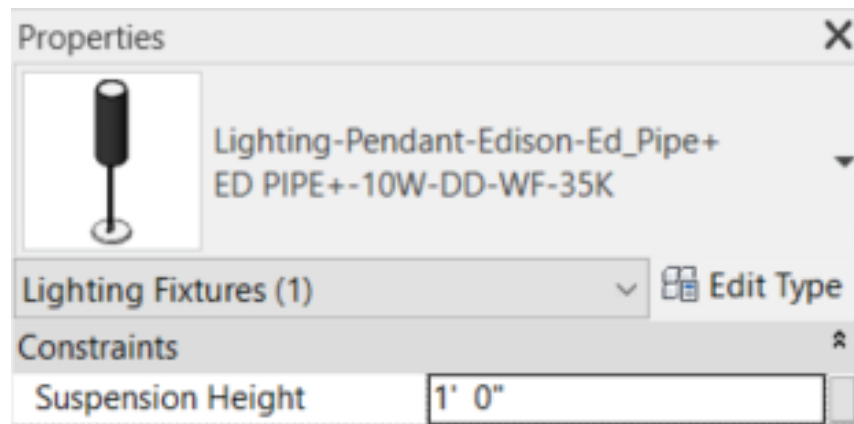 Properties
Lighting-Pendant-Edison-Ed_Pipe+
ED PIPE+-10W-DD-WF-35K
Lighting Fixtures (1)
Edit Type
Constraints
Suspension Height
1' 0"